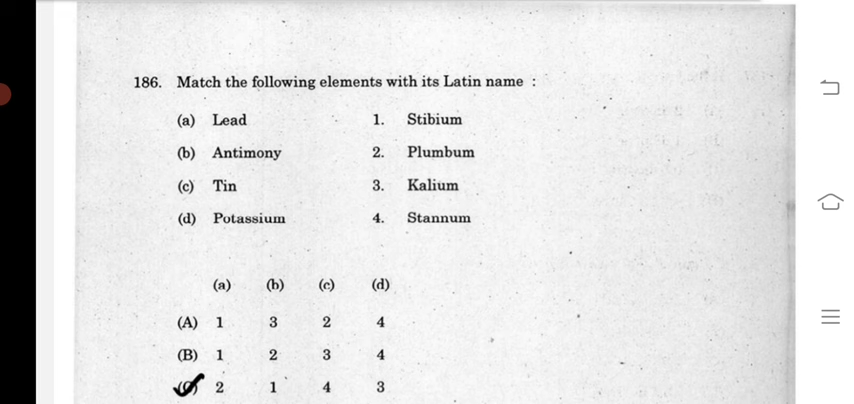 186. Match the following elements with its Latin name :
(a) Lead 1. Stibium
(b) Antimony 2. Plumbum
(c) Tin 3. Kalium
(d) Potassium 4. Stannum
(a) (b) (c) (d)
(A) 1 3 2 4
(B) 1 2 3 4
2 1 4 3